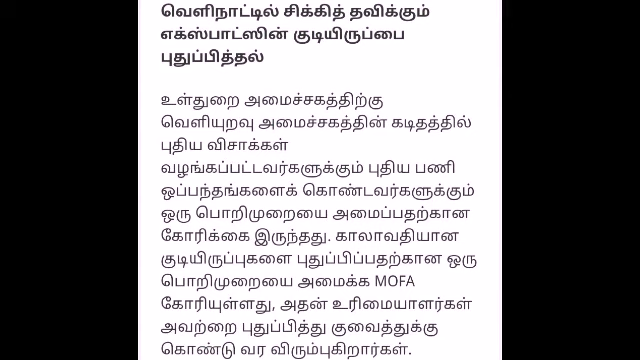 வெளிநாட்டில் சிக்கித் தவிக்கும்
எக்ஸ்பாட்ஸின் குடியிருப்பை
புதுப்பித்தல்
உள்துறை அமைச்சகத்திற்கு
வெளியுறவு அமைச்சகத்தின் கடிதத்தில்
புதிய விசாக்கள்
வழங்கப்பட்டவர்களுக்கும் புதிய பணி
ஒப்பந்தங்களைக் கொண்டவர்களுக்கும்
ஒரு பொறிமுறையை அமைப்பதற்கான
கோரிக்கை இருந்தது. காலாவதியான
குடியிருப்புகளை புதுப்பிப்பதற்கான ஒரு
பொறிமுறையை அமைக்க MOFA
கோரியுள்ளது, அதன் உரிமையாளர்கள்
அவற்றை புதுப்பித்து குவைத்துக்கு
கொண்டு வர விரும்புகிறார்கள்.